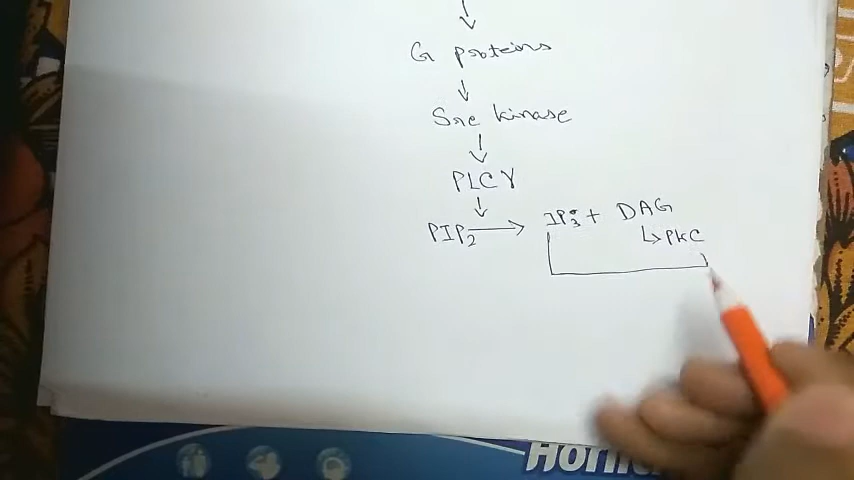 ↓
G proteins
↓
Src kinase
↓
PLCγ
↓
PIP2 → IP3 + DAG
↳ PKC